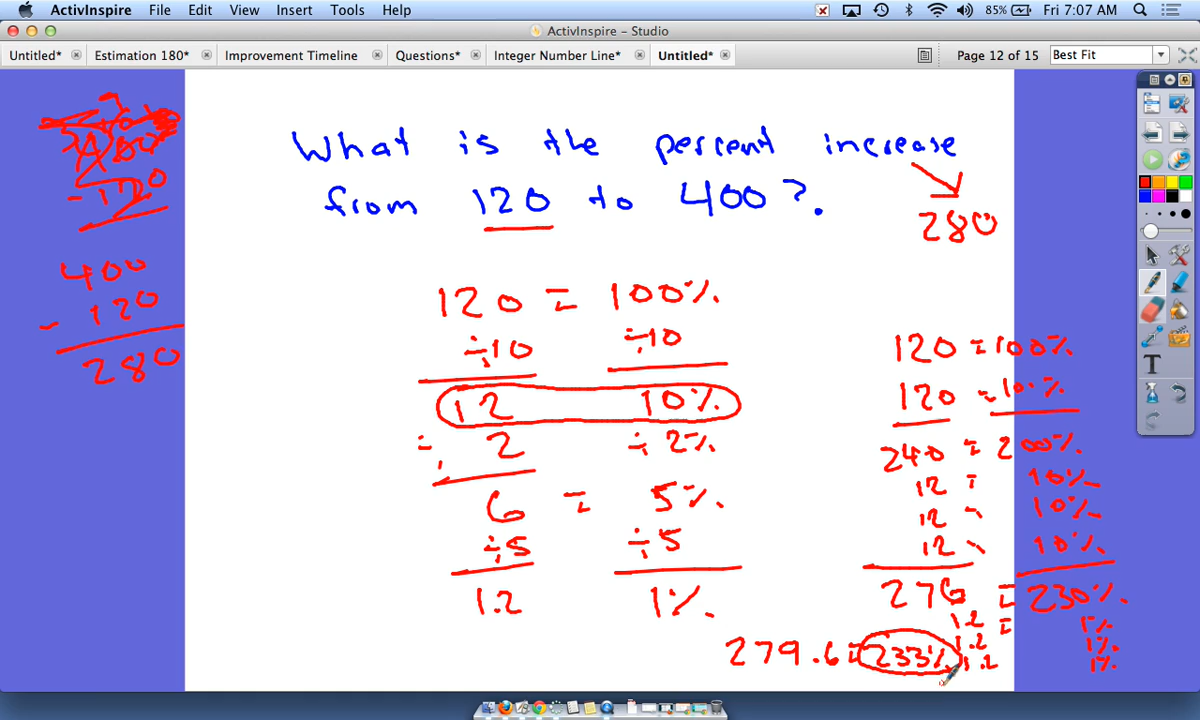 ActivInspire File Edit View Insert Tools Help 85% Fri 7:07 AM
ActivInspire – Studio
Untitled* Estimation 180* Improvement Timeline Questions* Integer Number Line* Untitled* Page 12 of 15 Best Fit
What is the percent increase
from 120 to 400?.
280
- 120
400
- 120
280
120 = 100%
÷10 ÷10
12 10%
÷ 2 ÷ 2%
6 = 5%.
÷5 ÷5
1.2 1%.
120 = 100%
120 = 100%
240 = 200%.
12 = 10%
12 = 10%
12 = 10%.
276 = 230%.
1.2 = 1%
1.2 1%
1.2 1%
279.6 = 233%
T